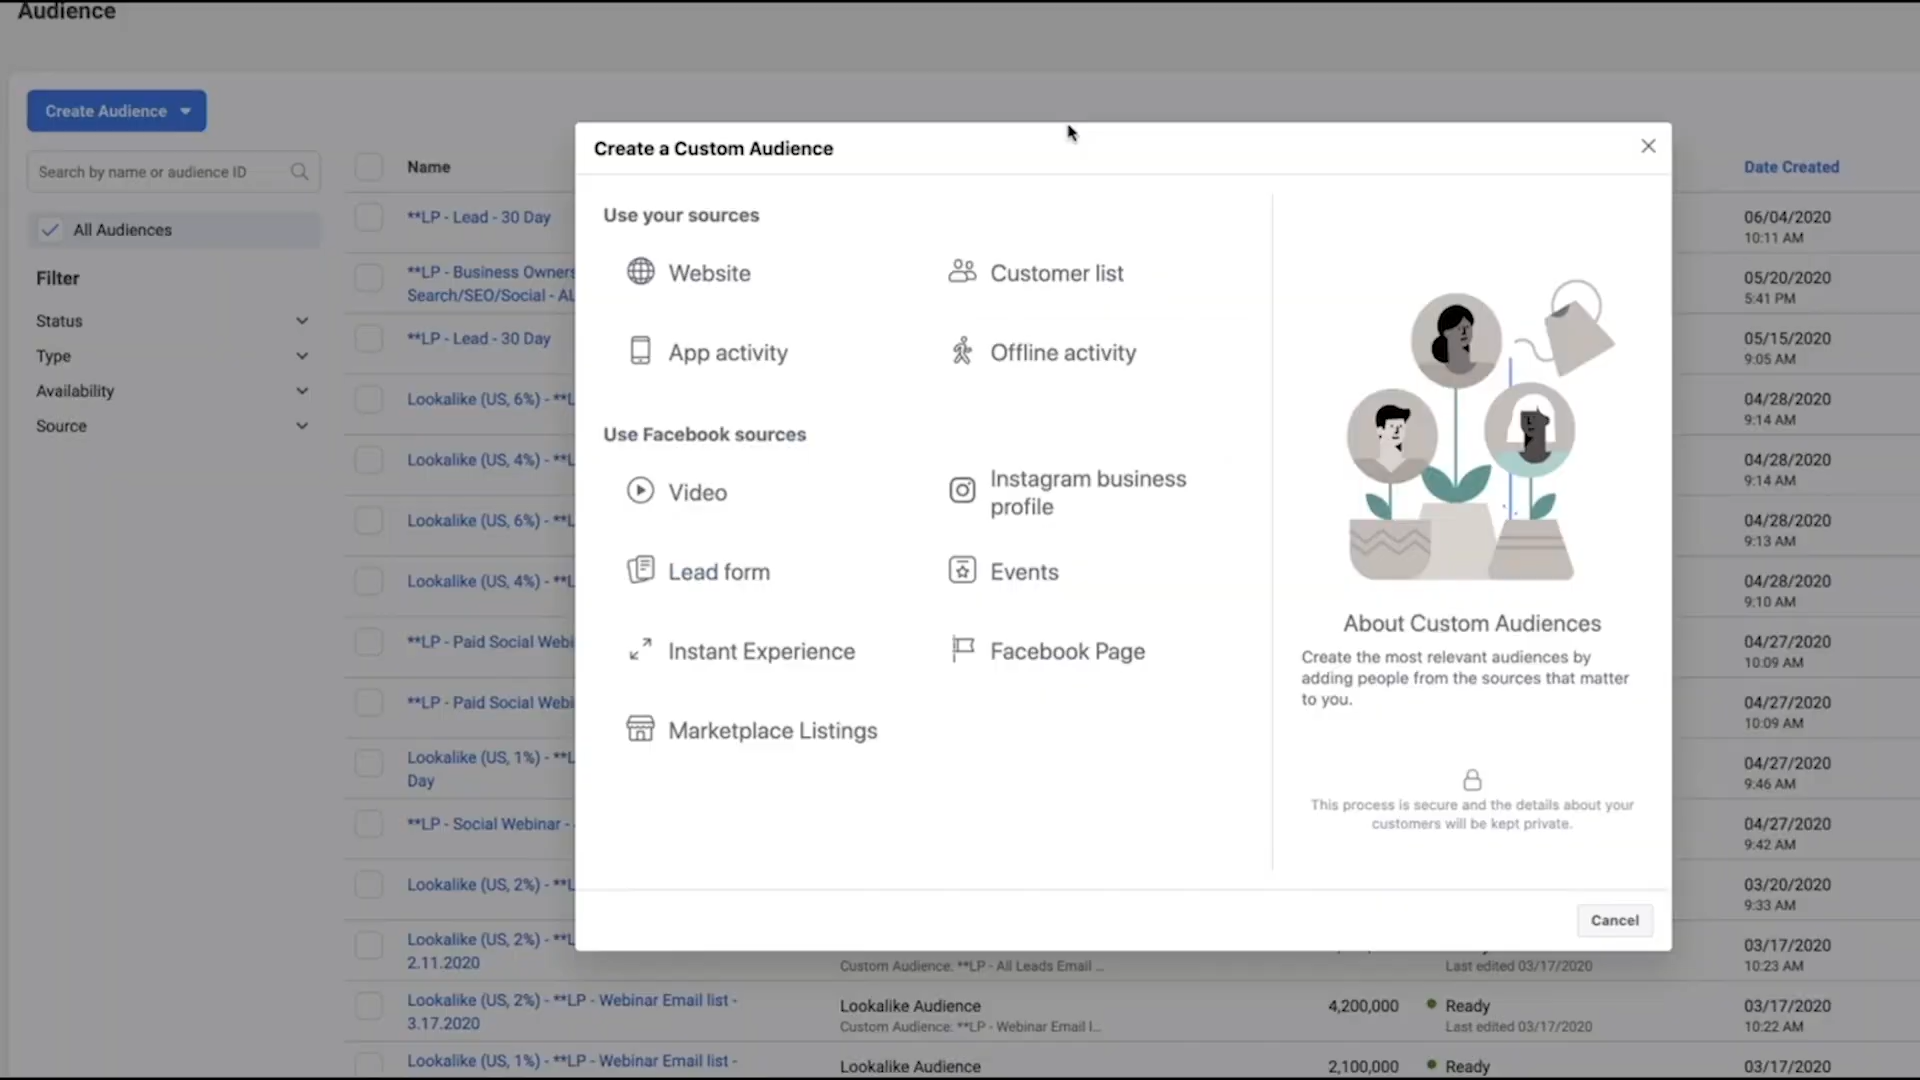 Audience
Create Audience
Search by name or audience ID
All Audiences
Filter
Status
Type
Availability
Source
Name
Date Created
**LP - Lead - 30 Day
06/04/2020
10:11 AM
**LP - Business Owners
Search/SEO/Social - AL
05/20/2020
5:41 PM
**LP - Lead - 30 Day
05/15/2020
9:05 AM
Lookalike (US, 6%) - **L
04/28/2020
9:14 AM
Lookalike (US, 4%) - **L
04/28/2020
9:14 AM
Lookalike (US, 6%) - **L
04/28/2020
9:13 AM
Lookalike (US, 4%) - **L
04/28/2020
9:10 AM
**LP - Paid Social Webi
04/27/2020
10:09 AM
**LP - Paid Social Webi
04/27/2020
10:09 AM
Lookalike (US, 1%) - **L
Day
04/27/2020
9:46 AM
**LP - Social Webinar -
04/27/2020
9:42 AM
Lookalike (US, 2%) - **L
03/20/2020
9:33 AM
Lookalike (US, 2%) - **L
2.11.2020
Custom Audience: **LP - All Leads Email ...
Last edited 03/17/2020
03/17/2020
10:23 AM
Lookalike (US, 2%) - **LP - Webinar Email list -
3.17.2020
Lookalike Audience
Custom Audience: **LP - Webinar Email l...
4,200,000
Ready
Last edited 03/17/2020
03/17/2020
10:22 AM
Lookalike (US, 1%) - **LP - Webinar Email list -
Lookalike Audience
2,100,000
Ready
03/17/2020
Create a Custom Audience
Use your sources
Website
Customer list
App activity
Offline activity
Use Facebook sources
Video
Instagram business
profile
Lead form
Events
Instant Experience
Facebook Page
Marketplace Listings
About Custom Audiences
Create the most relevant audiences by
adding people from the sources that matter
to you.
This process is secure and the details about your
customers will be kept private.
Cancel